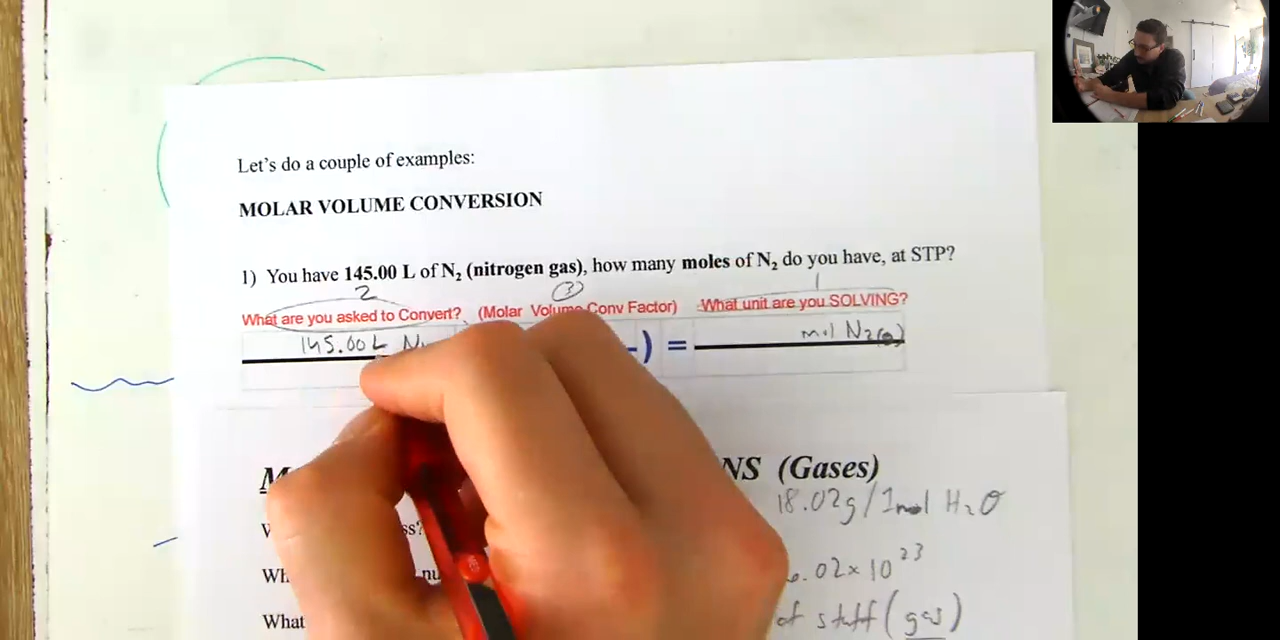 Let's do a couple of examples:
MOLAR VOLUME CONVERSION
1) You have 145.00 L of N₂ (nitrogen gas), how many moles of N₂ do you have, at STP?
2 3 1
What are you asked to Convert? (Molar Volume Conv Factor) What unit are you SOLVING?
145.00 L ) = mol N₂(g)
NS (Gases)
18.02g/1mol H₂O
.02×10²³
What of stuff (gas)